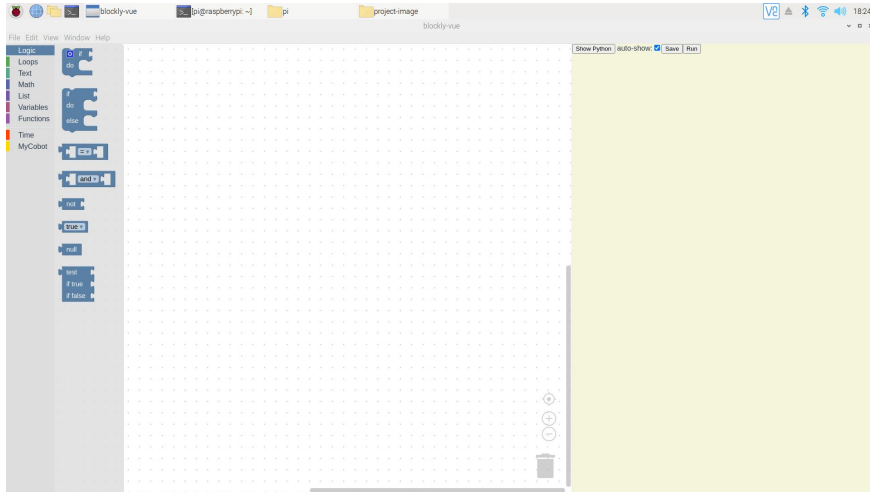 blockly-vue
[pi@raspberrypi: ~]
pi
project-image
18:24
blockly-vue
File Edit View Window Help
Logic
Loops
Text
Math
List
Variables
Functions
Time
MyCobot
if
do
if
do
else
= ▾
and ▾
not
true ▾
null
test
if true
if false
Show Python auto-show: Save Run